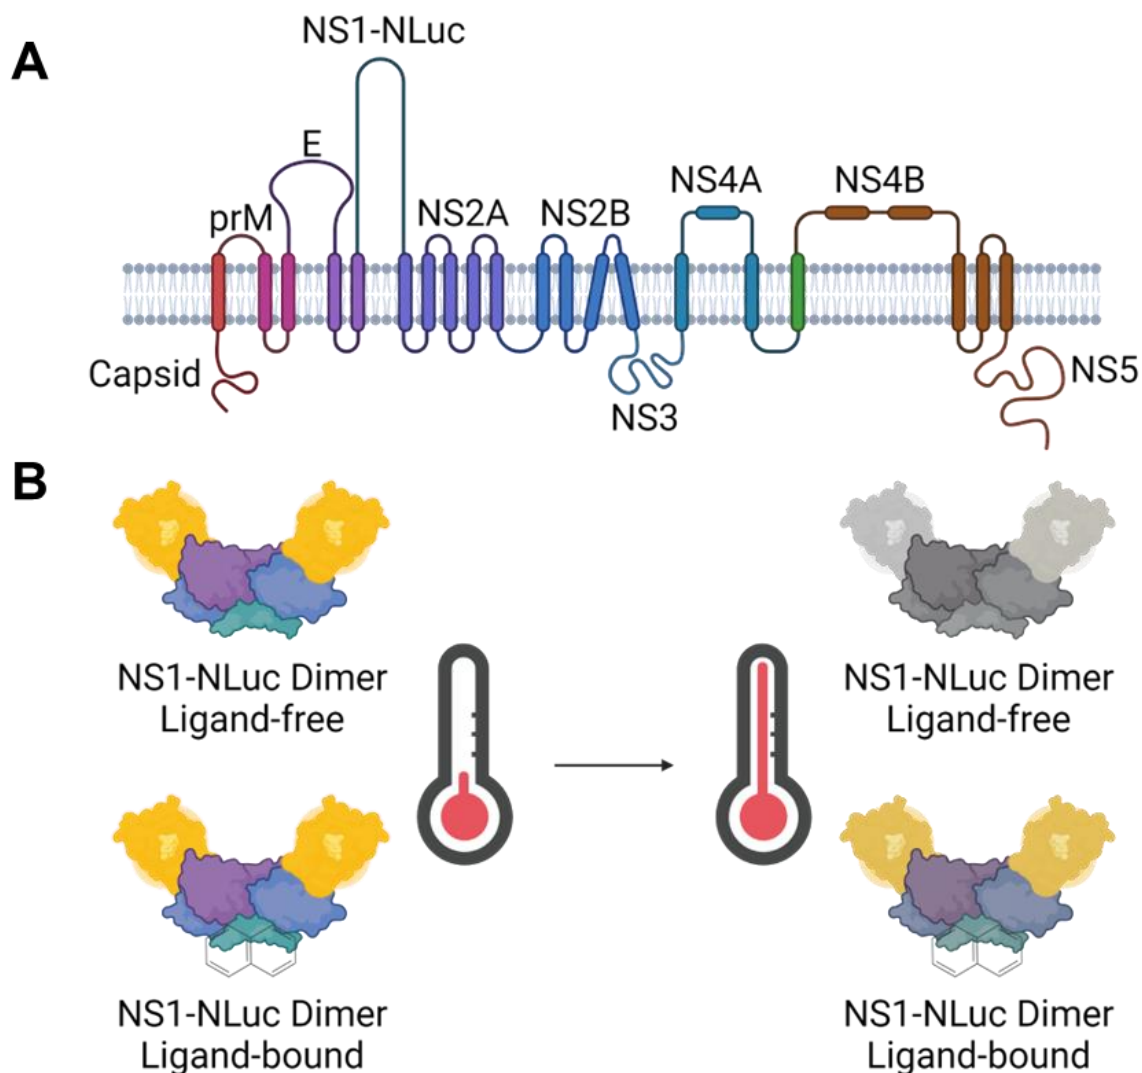 A
NS1-NLuc
E
prM
NS2A
NS2B
NS4A
NS4B
Capsid
NS3
NS5
B
NS1-NLuc Dimer
Ligand-free
NS1-NLuc Dimer
Ligand-free
NS1-NLuc Dimer
Ligand-bound
NS1-NLuc Dimer
Ligand-bound